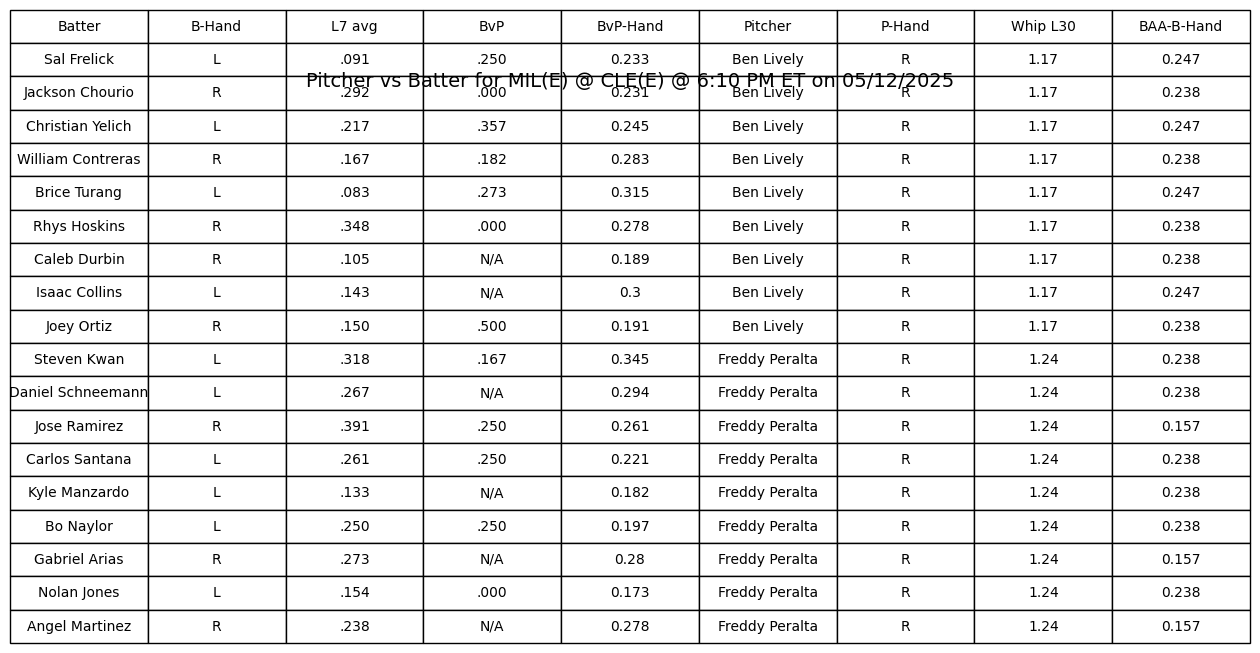 Batter B-Hand L7 avg BvP BvP-Hand Pitcher P-Hand Whip L30 BAA-B-Hand
Sal Frelick L .091 .250 0.233 Ben Lively R 1.17 0.247
Pitcher vs Batter for MIL(E) @ CLE(E) @ 6:10 PM ET on 05/12/2025
Jackson Chourio R .292 .000 0.231 Ben Lively R 1.17 0.238
Christian Yelich L .217 .357 0.245 Ben Lively R 1.17 0.247
William Contreras R .167 .182 0.283 Ben Lively R 1.17 0.238
Brice Turang L .083 .273 0.315 Ben Lively R 1.17 0.247
Rhys Hoskins R .348 .000 0.278 Ben Lively R 1.17 0.238
Caleb Durbin R .105 N/A 0.189 Ben Lively R 1.17 0.238
Isaac Collins L .143 N/A 0.3 Ben Lively R 1.17 0.247
Joey Ortiz R .150 .500 0.191 Ben Lively R 1.17 0.238
Steven Kwan L .318 .167 0.345 Freddy Peralta R 1.24 0.238
Daniel Schneemann L .267 N/A 0.294 Freddy Peralta R 1.24 0.238
Jose Ramirez R .391 .250 0.261 Freddy Peralta R 1.24 0.157
Carlos Santana L .261 .250 0.221 Freddy Peralta R 1.24 0.238
Kyle Manzardo L .133 N/A 0.182 Freddy Peralta R 1.24 0.238
Bo Naylor L .250 .250 0.197 Freddy Peralta R 1.24 0.238
Gabriel Arias R .273 N/A 0.28 Freddy Peralta R 1.24 0.157
Nolan Jones L .154 .000 0.173 Freddy Peralta R 1.24 0.238
Angel Martinez R .238 N/A 0.278 Freddy Peralta R 1.24 0.157